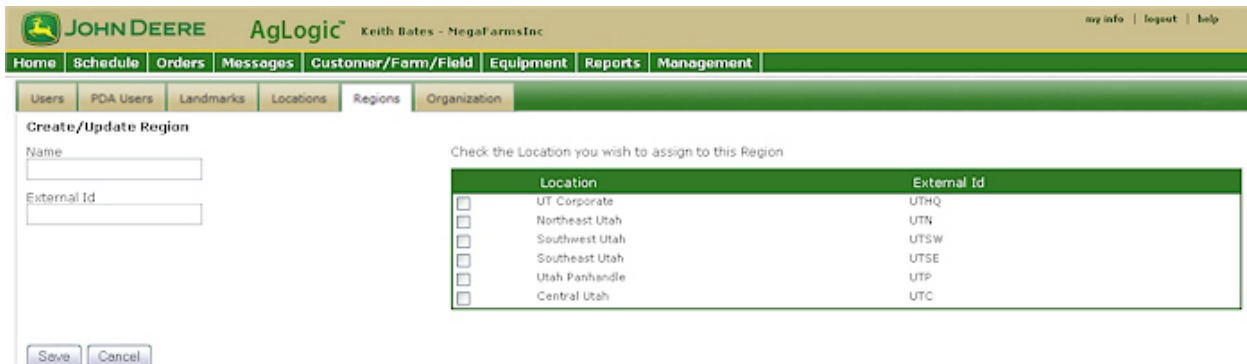 JOHN DEERE AgLogic™ Keith Bates - MegaFarmsInc my info | logout | help
Home Schedule Orders Messages Customer/Farm/Field Equipment Reports Management
Users PDA Users Landmarks Locations Regions Organization
Create/Update Region
Name
Check the Location you wish to assign to this Region
External Id
Location External Id
UT Corporate UTHQ
Northeast Utah UTN
Southwest Utah UTSW
Southeast Utah UTSE
Utah Panhandle UTP
Central Utah UTC
Save Cancel